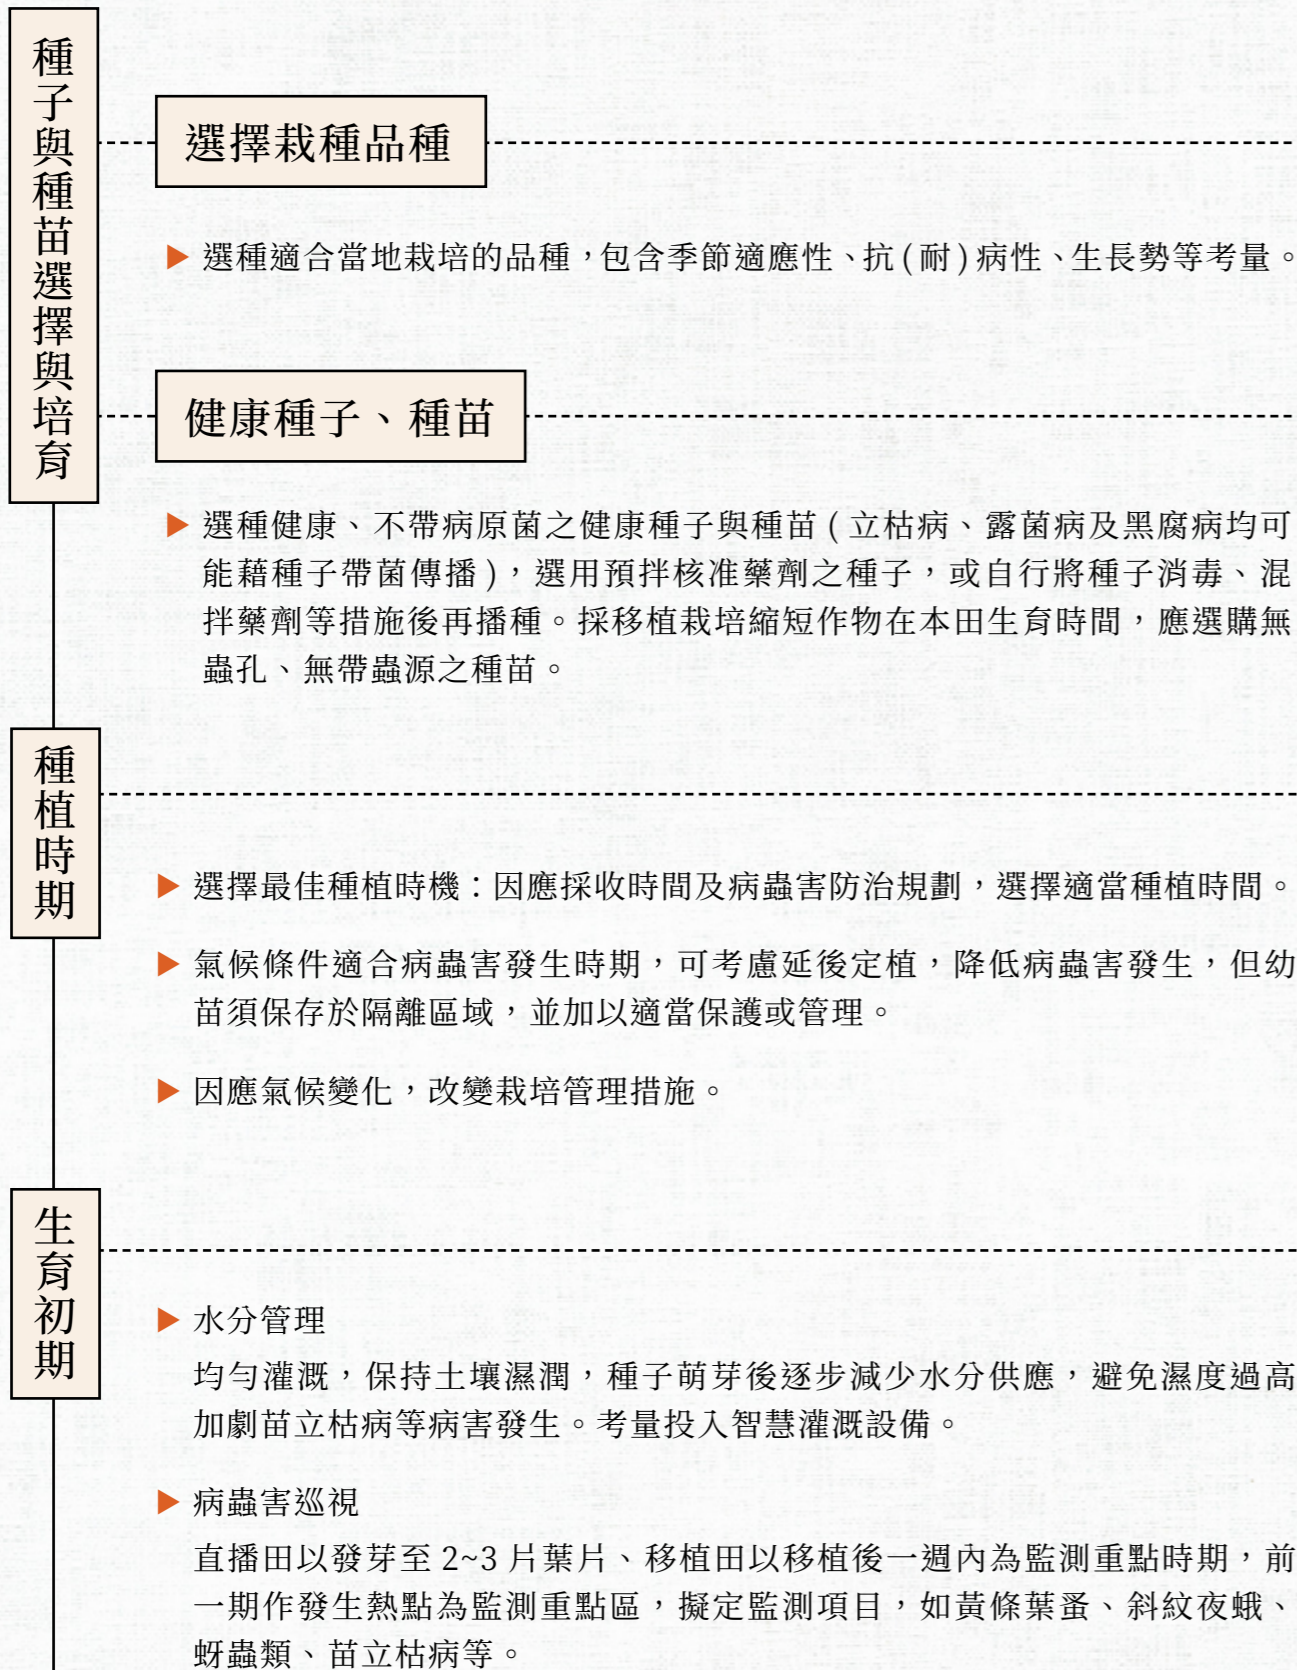 種子與種苗選擇與培育
選擇栽種品種
▶ 選種適合當地栽培的品種，包含季節適應性、抗(耐)病性、生長勢等考量。
健康種子、種苗
▶ 選種健康、不帶病原菌之健康種子與種苗(立枯病、露菌病及黑腐病均可
能藉種子帶菌傳播)，選用預拌核准藥劑之種子，或自行將種子消毒、混
拌藥劑等措施後再播種。採移植栽培縮短作物在本田生育時間，應選購無
蟲孔、無帶蟲源之種苗。
種植時期
▶ 選擇最佳種植時機：因應採收時間及病蟲害防治規劃，選擇適當種植時間。
▶ 氣候條件適合病蟲害發生時期，可考慮延後定植，降低病蟲害發生，但幼
苗須保存於隔離區域，並加以適當保護或管理。
▶ 因應氣候變化，改變栽培管理措施。
生育初期
▶ 水分管理
均勻灌溉，保持土壤濕潤，種子萌芽後逐步減少水分供應，避免濕度過高
加劇苗立枯病等病害發生。考量投入智慧灌溉設備。
▶ 病蟲害巡視
直播田以發芽至 2~3 片葉片、移植田以移植後一週內為監測重點時期，前
一期作發生熱點為監測重點區，擬定監測項目，如黃條葉蚤、斜紋夜蛾、
蚜蟲類、苗立枯病等。